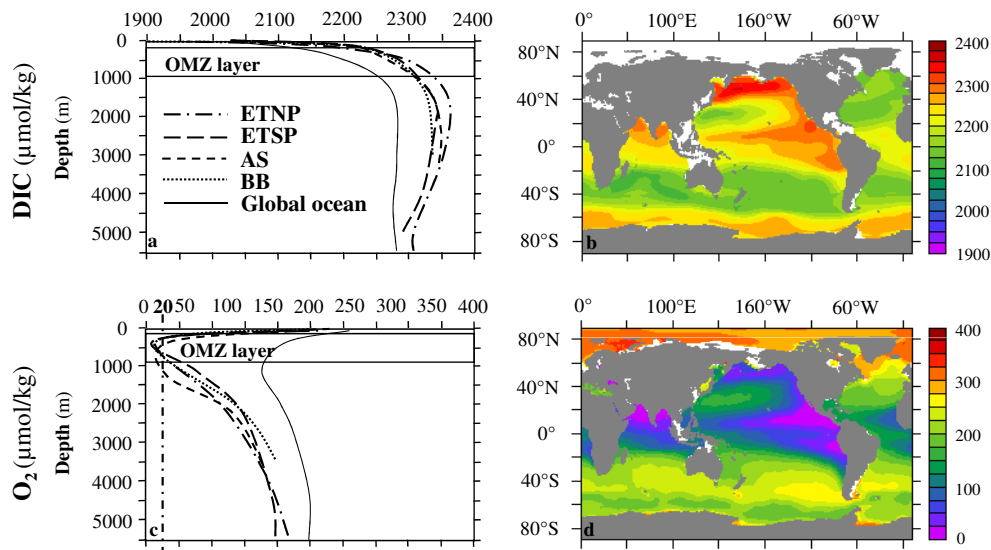 1900 2000 2100 2200 2300 2400
0
1000
2000
3000
4000
5000
OMZ layer
ETNP
ETSP
AS
BB
Global ocean
a
DIC (µmol/kg)
Depth (m)
0° 100°E 160°W 60°W
80°N
40°N
0°
40°S
80°S
b
2400
2300
2200
2100
2000
1900
0 20 50 100 150 200 250 300 350 400
0
1000
2000
3000
4000
5000
OMZ layer
c
O2 (µmol/kg)
Depth (m)
0° 100°E 160°W 60°W
80°N
40°N
0°
40°S
80°S
d
400
300
200
100
0